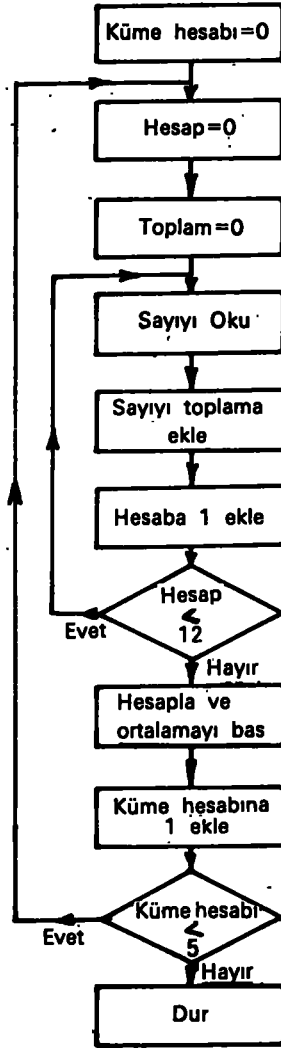 Küme hesabı=0
Hesap=0
Toplam=0
Sayıyı Oku
Sayıyı toplama
ekle
Hesaba 1 ekle
Hesap
≤
12
Evet
Hayır
Hesapla ve
ortalamayı bas
Küme hesabına
1 ekle
Küme hesabı
≤
5
Evet
Hayır
Dur